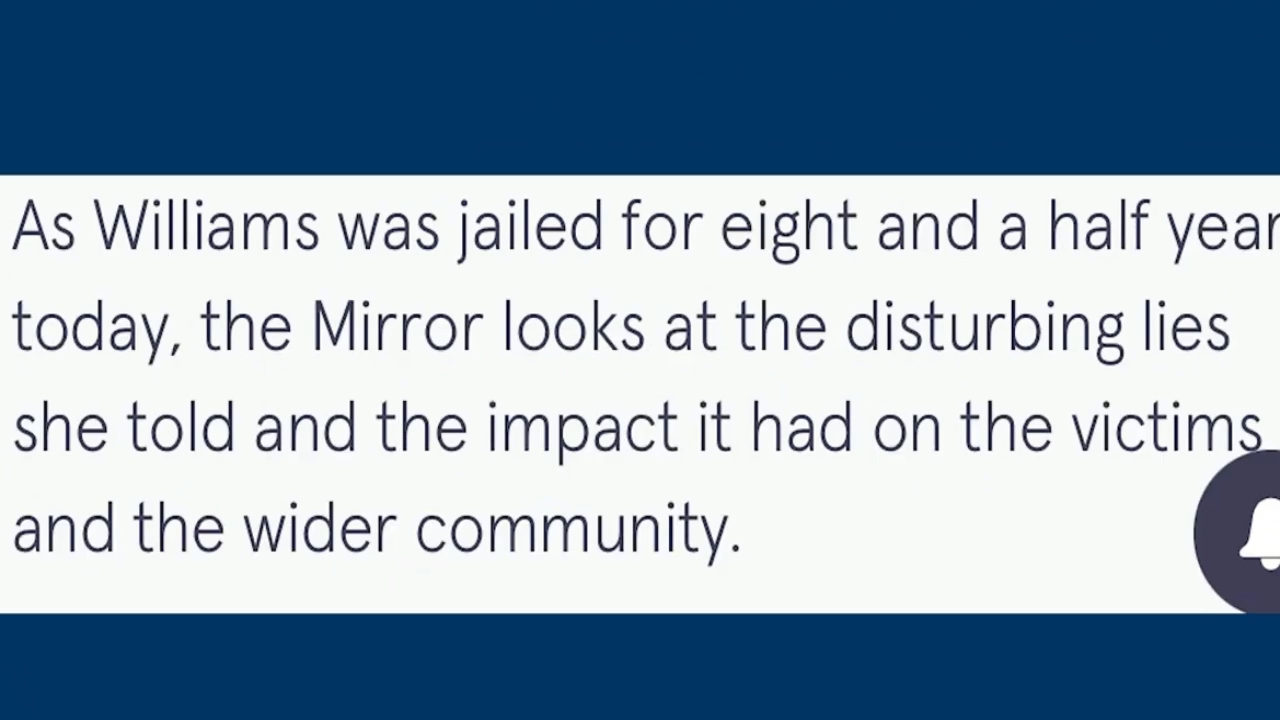 As Williams was jailed for eight and a half year
today, the Mirror looks at the disturbing lies
she told and the impact it had on the victims
and the wider community.